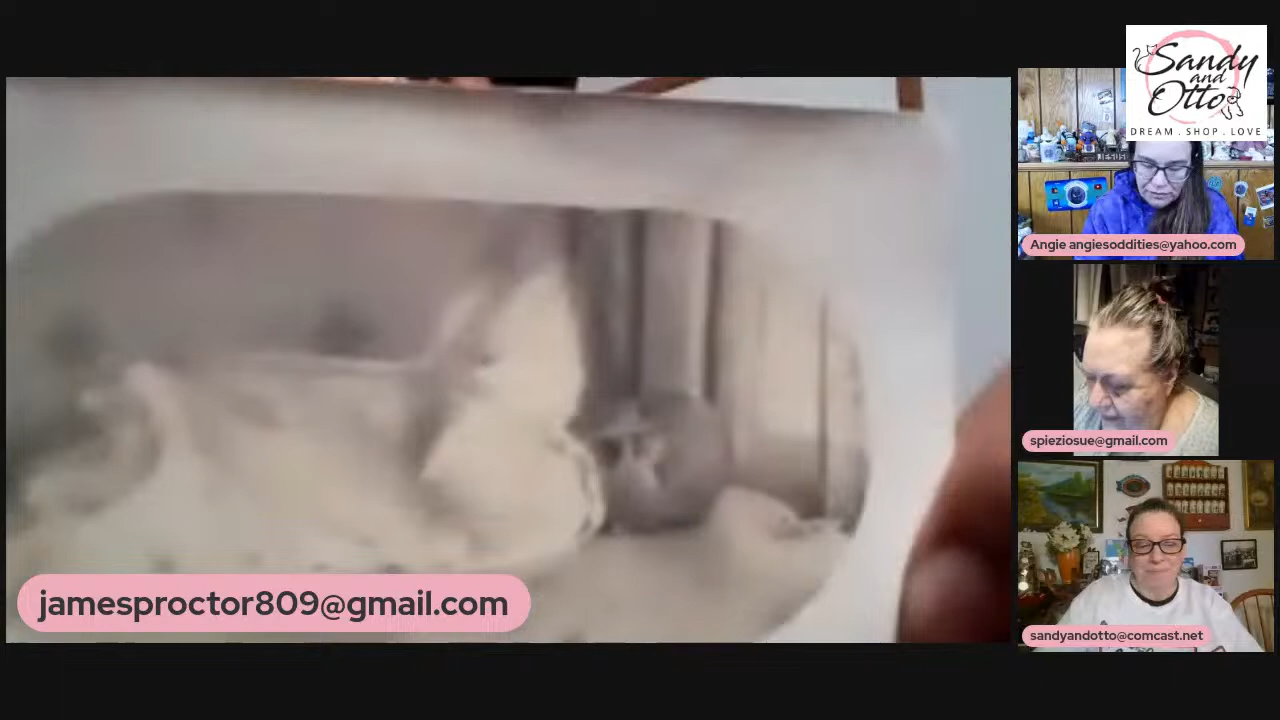 Sandy
and
Otto
DREAM . SHOP . LOVE
JESUS
Angie angiesoddities@yahoo.com
spieziosue@gmail.com
jamesproctor809@gmail.com
sandyandotto@comcast.net